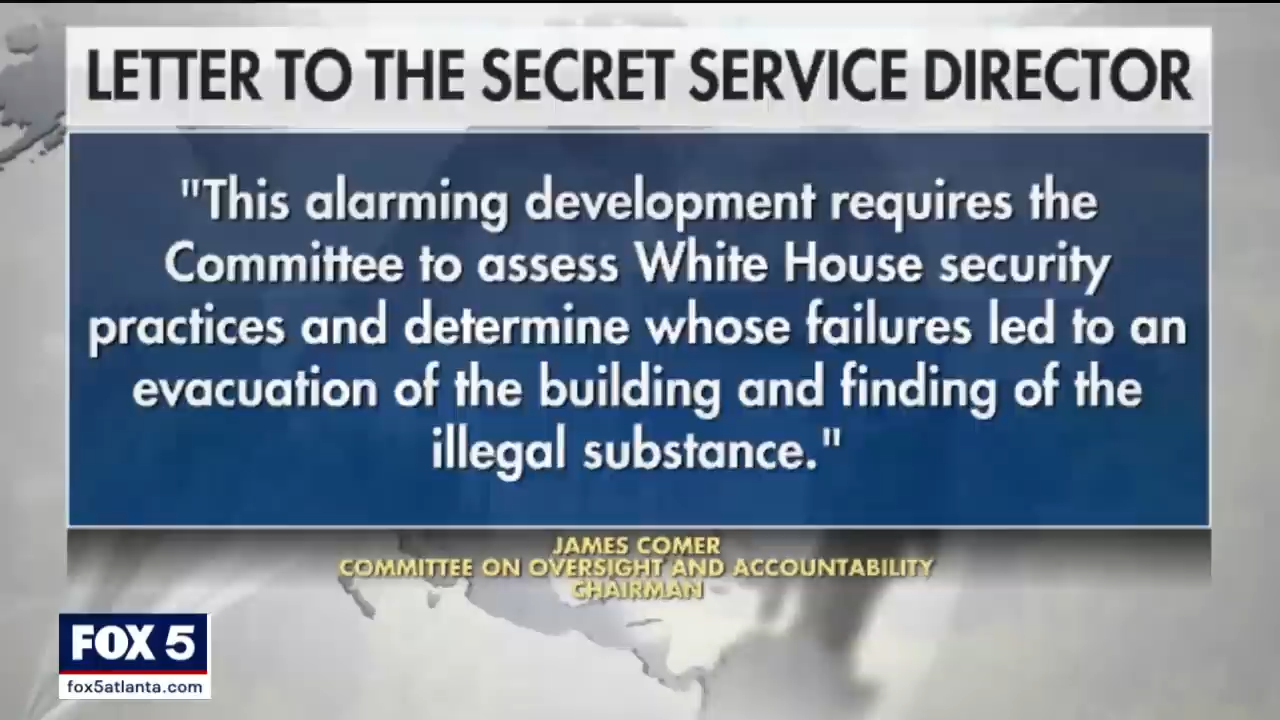 LETTER TO THE SECRET SERVICE DIRECTOR
"This alarming development requires the
Committee to assess White House security
practices and determine whose failures led to an
evacuation of the building and finding of the
illegal substance."
JAMES COMER
COMMITTEE ON OVERSIGHT AND ACCOUNTABILITY
CHAIRMAN
FOX 5
fox5atlanta.com